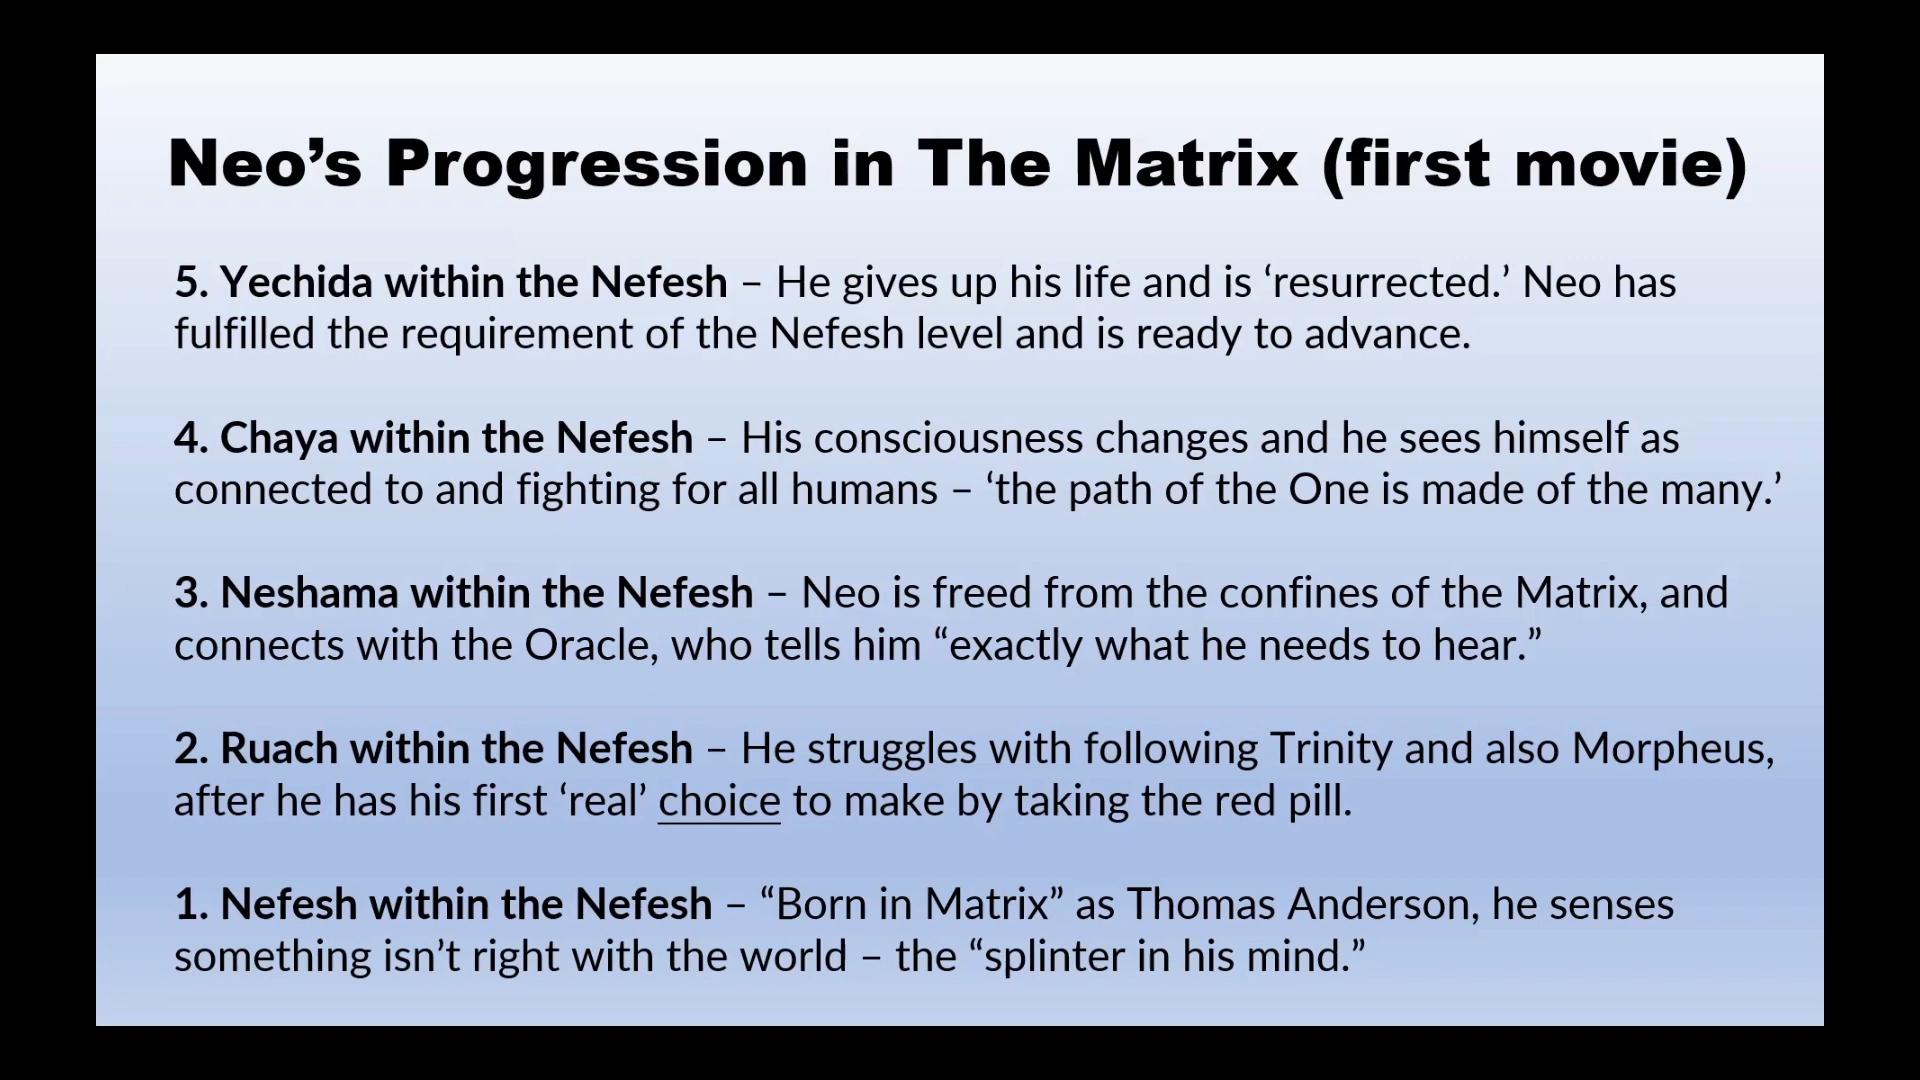 Neo’s Progression in The Matrix (first movie)
5. Yechida within the Nefesh – He gives up his life and is ‘resurrected.’ Neo has
fulfilled the requirement of the Nefesh level and is ready to advance.
4. Chaya within the Nefesh – His consciousness changes and he sees himself as
connected to and fighting for all humans – ‘the path of the One is made of the many.’
3. Neshama within the Nefesh – Neo is freed from the confines of the Matrix, and
connects with the Oracle, who tells him “exactly what he needs to hear.”
2. Ruach within the Nefesh – He struggles with following Trinity and also Morpheus,
after he has his first ‘real’ choice to make by taking the red pill.
1. Nefesh within the Nefesh – “Born in Matrix” as Thomas Anderson, he senses
something isn’t right with the world – the “splinter in his mind.”